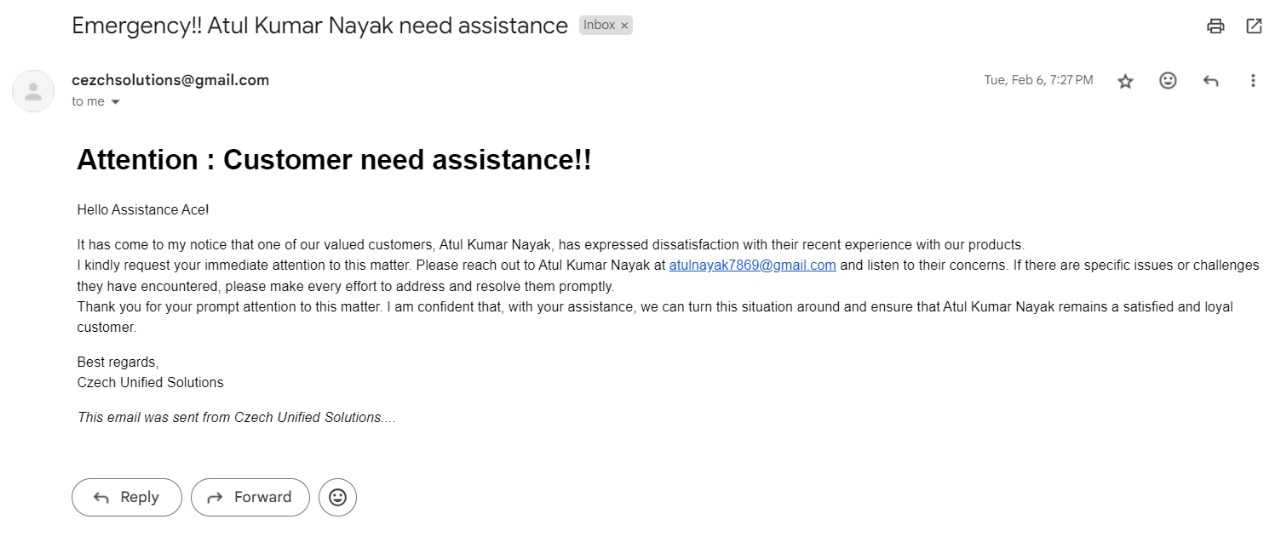 Emergency!! Atul Kumar Nayak need assistance Inbox ×
cezchsolutions@gmail.com
Tue, Feb 6, 7:27 PM
to me
Attention : Customer need assistance!!
Hello Assistance Ace!
It has come to my notice that one of our valued customers, Atul Kumar Nayak, has expressed dissatisfaction with their recent experience with our products.
I kindly request your immediate attention to this matter. Please reach out to Atul Kumar Nayak at atulnayak7869@gmail.com and listen to their concerns. If there are specific issues or challenges
they have encountered, please make every effort to address and resolve them promptly.
Thank you for your prompt attention to this matter. I am confident that, with your assistance, we can turn this situation around and ensure that Atul Kumar Nayak remains a satisfied and loyal
customer.
Best regards,
Czech Unified Solutions
This email was sent from Czech Unified Solutions....
Reply
Forward